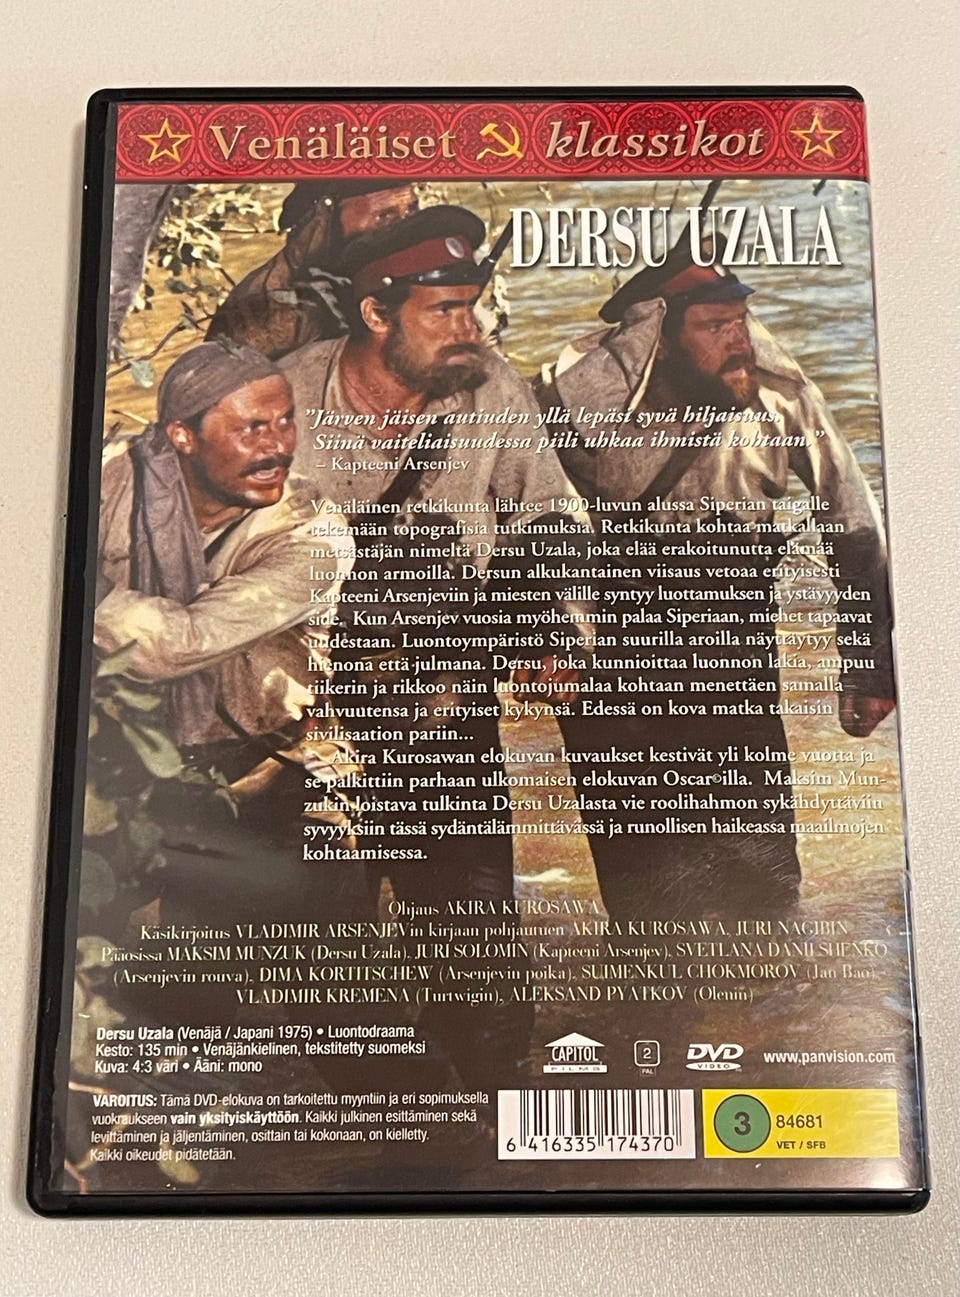 Venäläiset klassikot
DERSU UZALA
”Järven jäisen autiuden yllä lepäsi syvä hiljaisuus.
Siinä vaiteliaisuudessa piili uhkaa ihmistä kohtaan.”
– Kapteeni Arsenjev
Venäläinen retkikunta lähtee 1900-luvun alussa Siperian taigalle
tekemään topografisia tutkimuksia. Retkikunta kohtaa matkallaan
metsästäjän nimeltä Dersu Uzala, joka elää erakoitunutta elämää
luonnon armoilla. Dersun alkukantainen viisaus vetoaa erityisesti
Kapteeni Arsenjeviin ja miesten välille syntyy luottamuksen ja ystävyyden
side. Kun Arsenjev vuosia myöhemmin palaa Siperiaan, miehet tapaavat
uudestaan. Luontoympäristö Siperian suurilla aroilla näyttäytyy sekä
hienona että julmana. Dersu, joka kunnioittaa luonnon lakia, ampuu
tiikerin ja rikkoo näin luontojumalaa kohtaan menettäen samalla
vahvuutensa ja erityiset kykynsä. Edessä on kova matka takaisin
sivilisaation pariin...
Akira Kurosawan elokuvan kuvaukset kestivät yli kolme vuotta ja
se palkittiin parhaan ulkomaisen elokuvan Oscar©illa. Maksim Mun-
zukin loistava tulkinta Dersu Uzalasta vie roolihahmon sykähdyttäviin
syvyyksiin tässä sydäntälämmittävässä ja runollisen haikeassa maailmojen
kohtaamisessa.
Ohjaus AKIRA KUROSAWA
Käsikirjoitus VLADIMIR ARSENJEVin kirjaan pohjautuen AKIRA KUROSAWA, JURI NAGIBIN
Pääosissa MAKSIM MUNZUK (Dersu Uzala), JURI SOLOMIN (Kapteeni Arsenjev), SVETLANA DANILSHENKO
(Arsenjevin rouva), DIMA KORTITSCHEW (Arsenjevin poika), SUIMENKUL CHOKMOROV (Jan Bao),
VLADIMIR KREMENA (Turtwigin), ALEKSAND PYATKOV (Olenin)
Dersu Uzala (Venäjä / Japani 1975) • Luontodraama
Kesto: 135 min • Venäjänkielinen, tekstitetty suomeksi
Kuva: 4:3 väri • Ääni: mono
CAPITOL
FILMS
2
PAL
DVD
VIDEO
www.panvision.com
VAROITUS: Tämä DVD-elokuva on tarkoitettu myyntiin ja eri sopimuksella
vuokraukseen vain yksityiskäyttöön. Kaikki julkinen esittäminen sekä
levittäminen ja jäljentäminen, osittain tai kokonaan, on kielletty.
Kaikki oikeudet pidätetään.
6 416335 174370
3
84681
VET / SFB